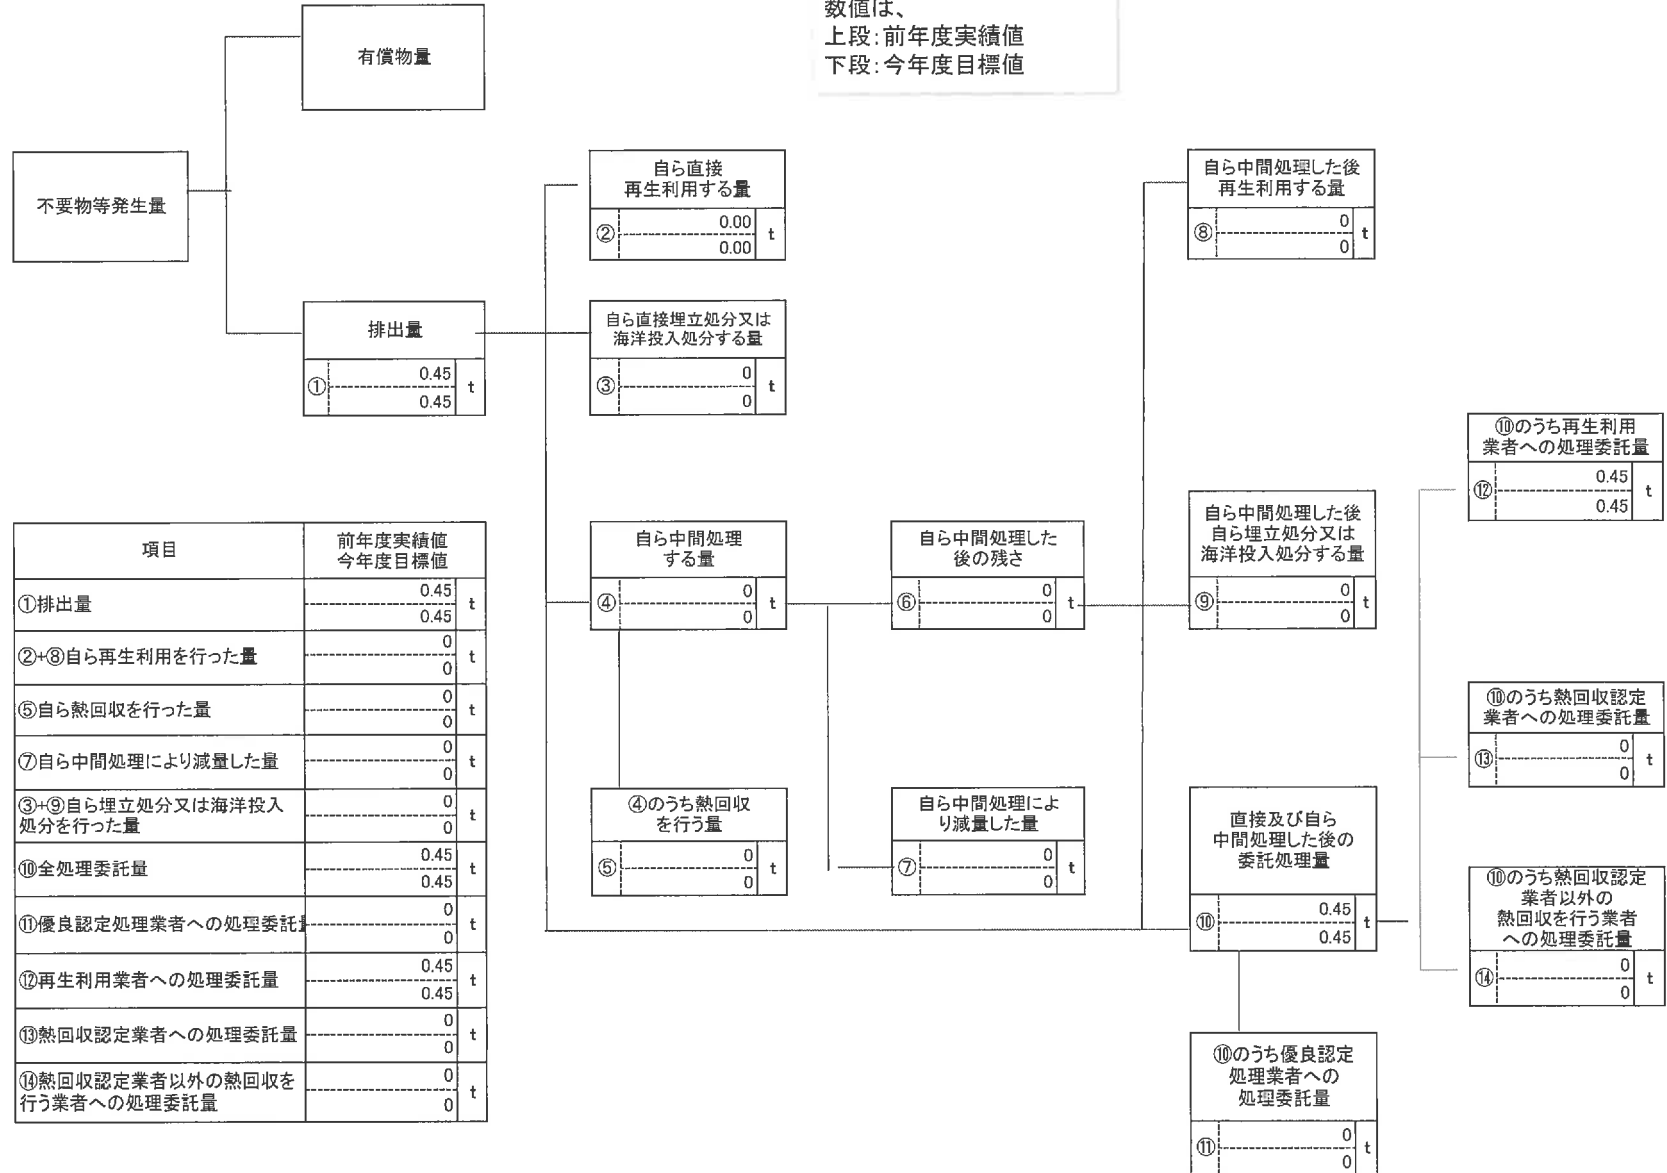 数値は、
上段:前年度実績値
下段:今年度目標値
有償物量
不要物等発生量
排出量
① 0.45 t
0.45
自ら直接
再生利用する量
② 0.00 t
0.00
自ら直接埋立処分又は
海洋投入処分する量
③ 0 t
0
自ら中間処理
する量
④ 0 t
0
④のうち熱回収
を行う量
⑤ 0 t
0
自ら中間処理した
後の残さ
⑥ 0 t
0
自ら中間処理によ
り減量した量
⑦ 0 t
0
自ら中間処理した後
再生利用する量
⑧ 0 t
0
自ら中間処理した後
自ら埋立処分又は
海洋投入処分する量
⑨ 0 t
0
直接及び自ら
中間処理した後の
委託処理量
⑩ 0.45 t
0.45
⑩のうち優良認定
処理業者への
処理委託量
⑪ 0 t
0
⑩のうち再生利用
業者への処理委託量
⑫ 0.45 t
0.45
⑩のうち熱回収認定
業者への処理委託量
⑬ 0 t
0
⑩のうち熱回収認定
業者以外の
熱回収を行う業者
への処理委託量
⑭ 0 t
0
項目 前年度実績値
今年度目標値
①排出量 0.45 t
0.45
②+⑧自ら再生利用を行った量 0 t
0
⑤自ら熱回収を行った量 0 t
0
⑦自ら中間処理により減量した量 0 t
0
③+⑨自ら埋立処分又は海洋投入
処分を行った量 0 t
0
⑩全処理委託量 0.45 t
0.45
⑪優良認定処理業者への処理委託 0 t
0
⑫再生利用業者への処理委託量 0.45 t
0.45
⑬熱回収認定業者への処理委託量 0 t
0
⑭熱回収認定業者以外の熱回収を
行う業者への処理委託量 0 t
0